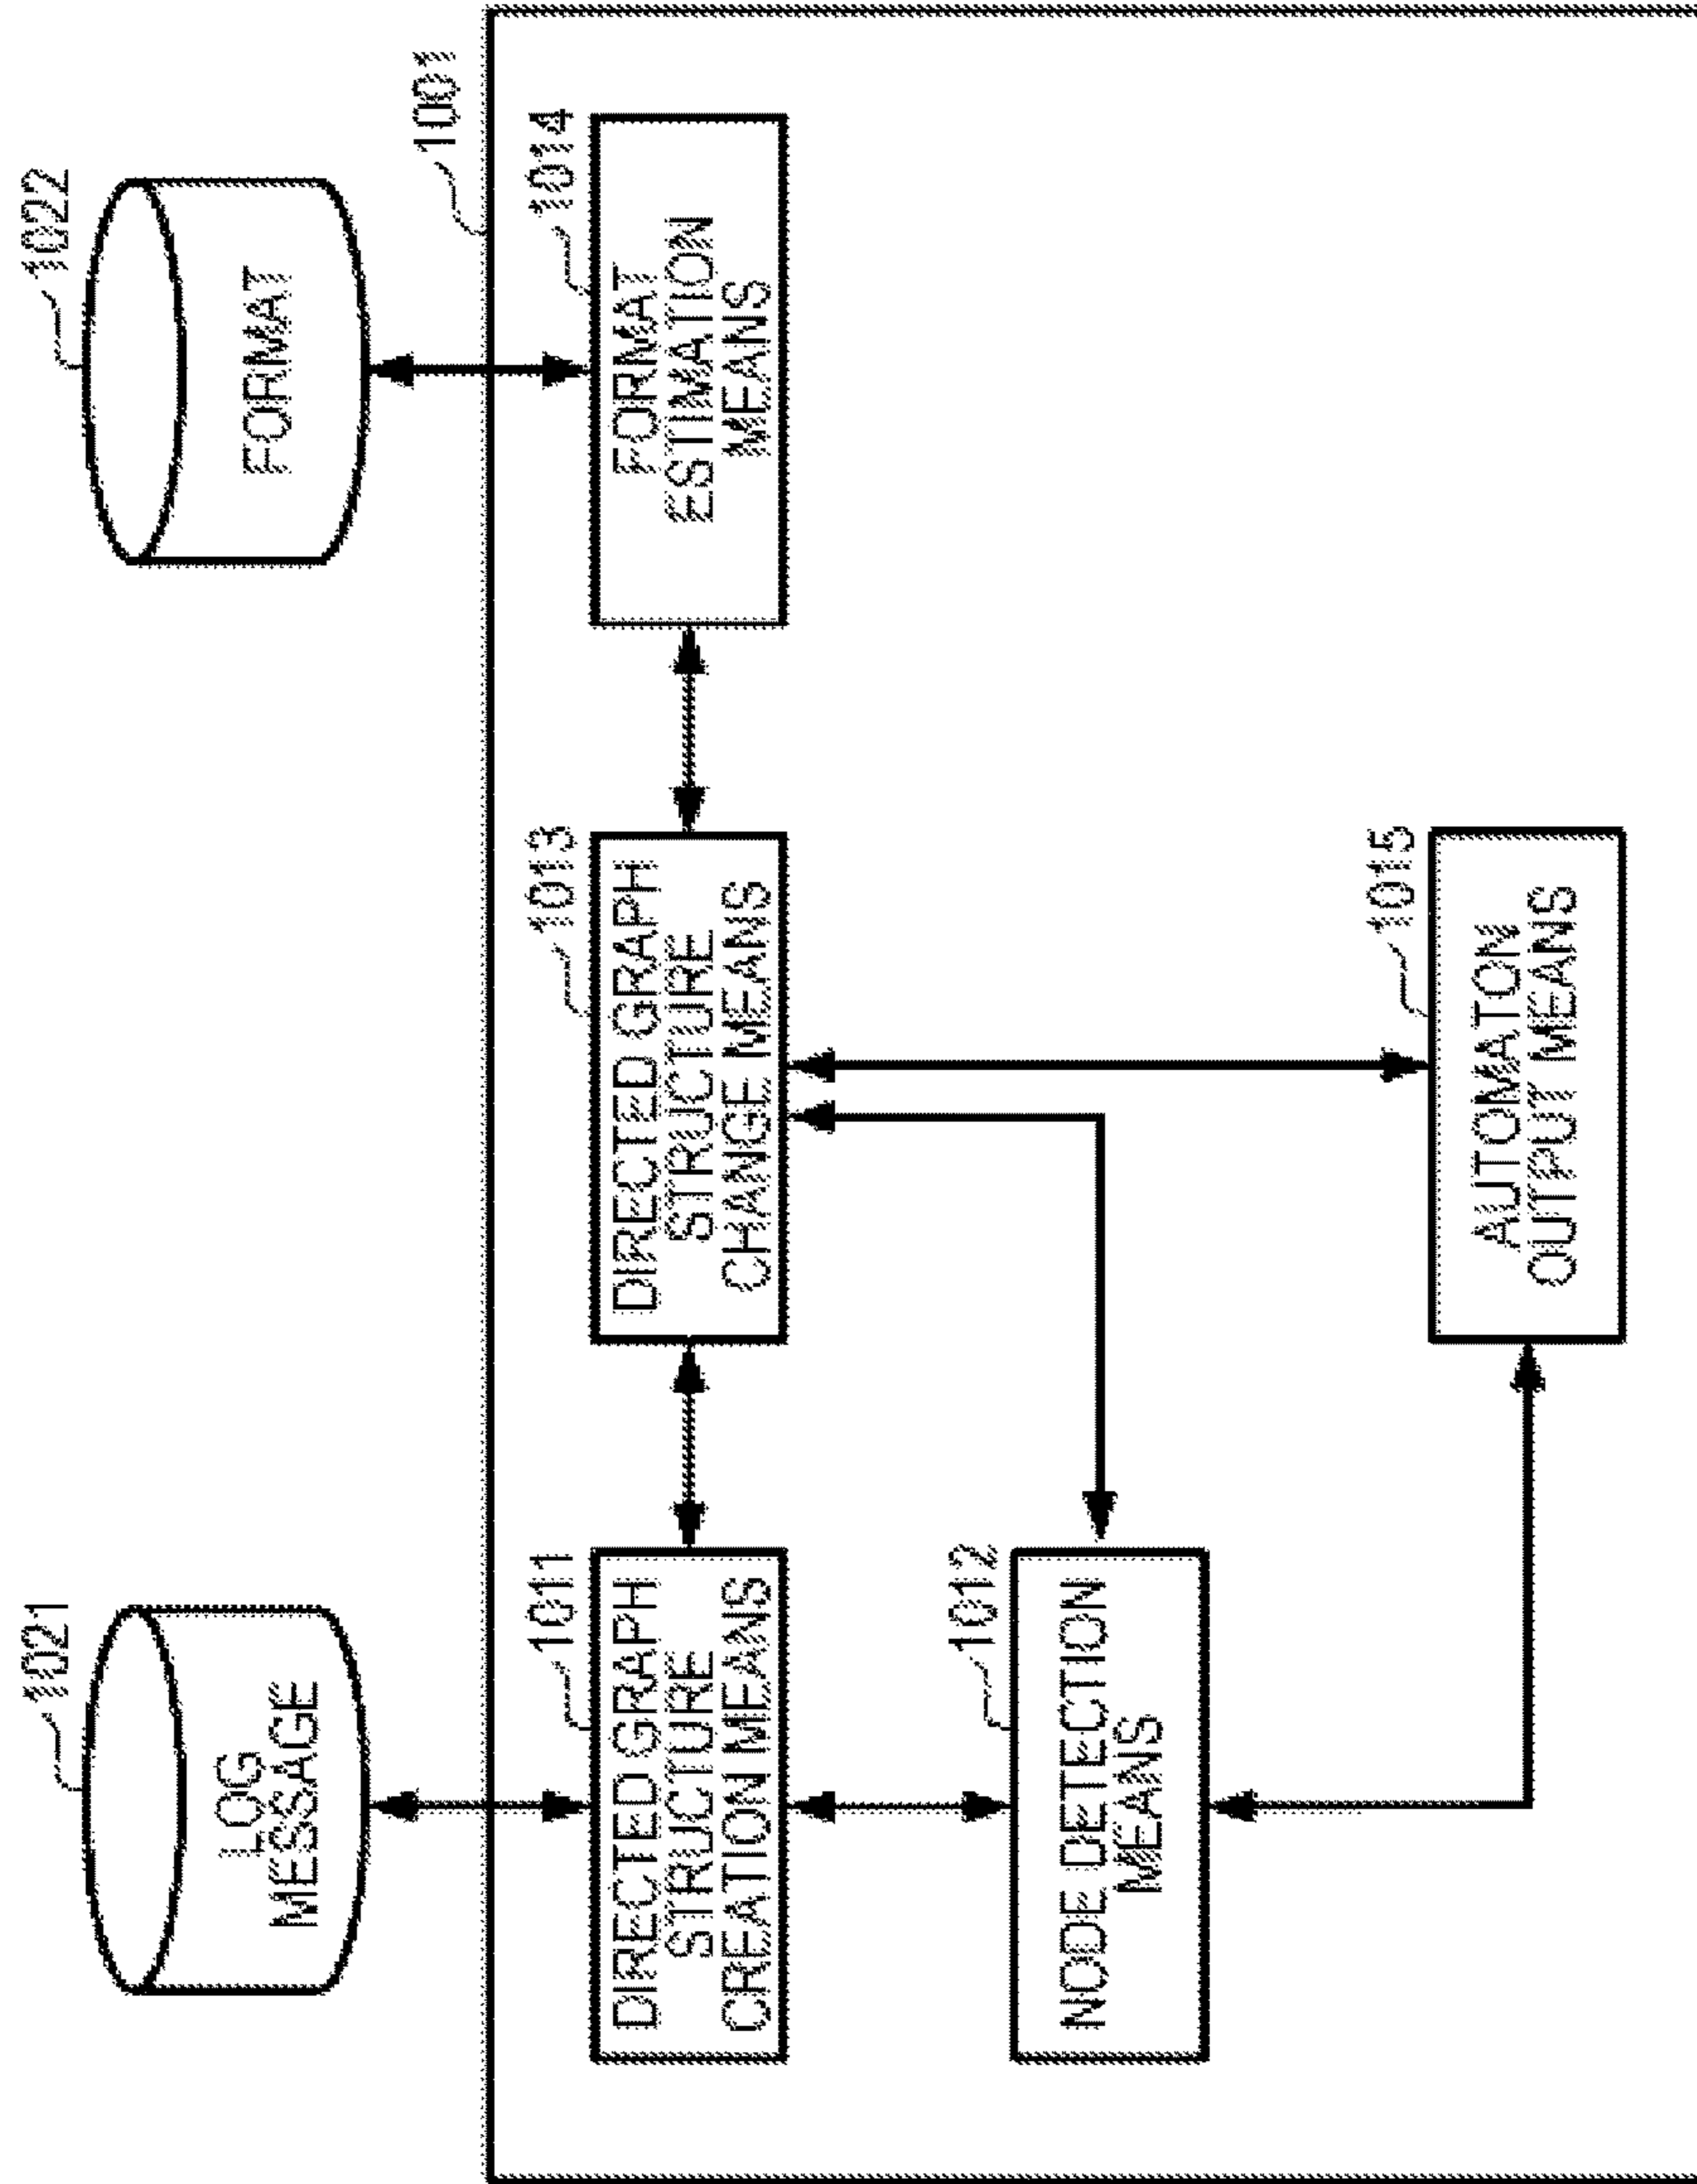 1021
LOG
MESSAGE
1022
FORMAT
1001
1011
DIRECTED GRAPH
STRUCTURE
CREATION MEANS
1013
DIRECTED GRAPH
STRUCTURE
CHANGE MEANS
1014
FORMAT
ESTIMATION
MEANS
1012
NODE DETECTION
MEANS
1015
AUTOMATON
OUTPUT MEANS